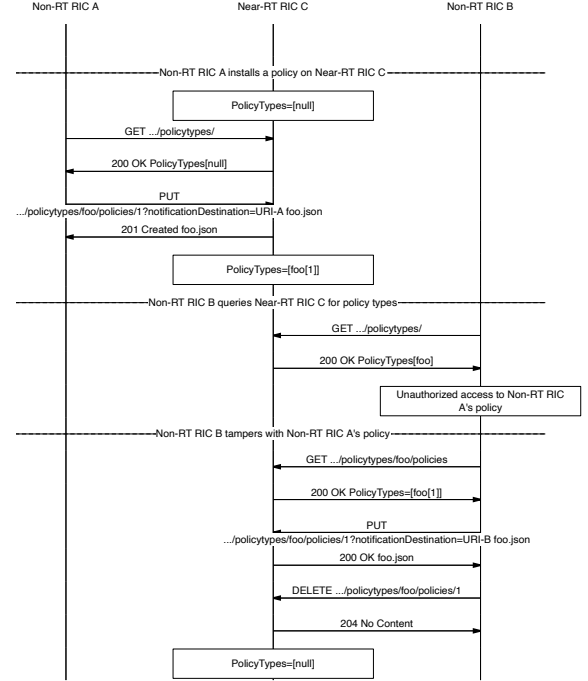 Non-RT RIC A
Near-RT RIC C
Non-RT RIC B
Non-RT RIC A installs a policy on Near-RT RIC C
PolicyTypes=[null]
GET .../policytypes/
200 OK PolicyTypes[null]
PUT
.../policytypes/foo/policies/1?notificationDestination=URI-A foo.json
201 Created foo.json
PolicyTypes=[foo[1]]
Non-RT RIC B queries Near-RT RIC C for policy types
GET .../policytypes/
200 OK PolicyTypes[foo]
Unauthorized access to Non-RT RIC
A's policy
Non-RT RIC B tampers with Non-RT RIC A's policy
GET .../policytypes/foo/policies
200 OK PolicyTypes=[foo[1]]
PUT
.../policytypes/foo/policies/1?notificationDestination=URI-B foo.json
200 OK foo.json
DELETE .../policytypes/foo/policies/1
204 No Content
PolicyTypes=[null]